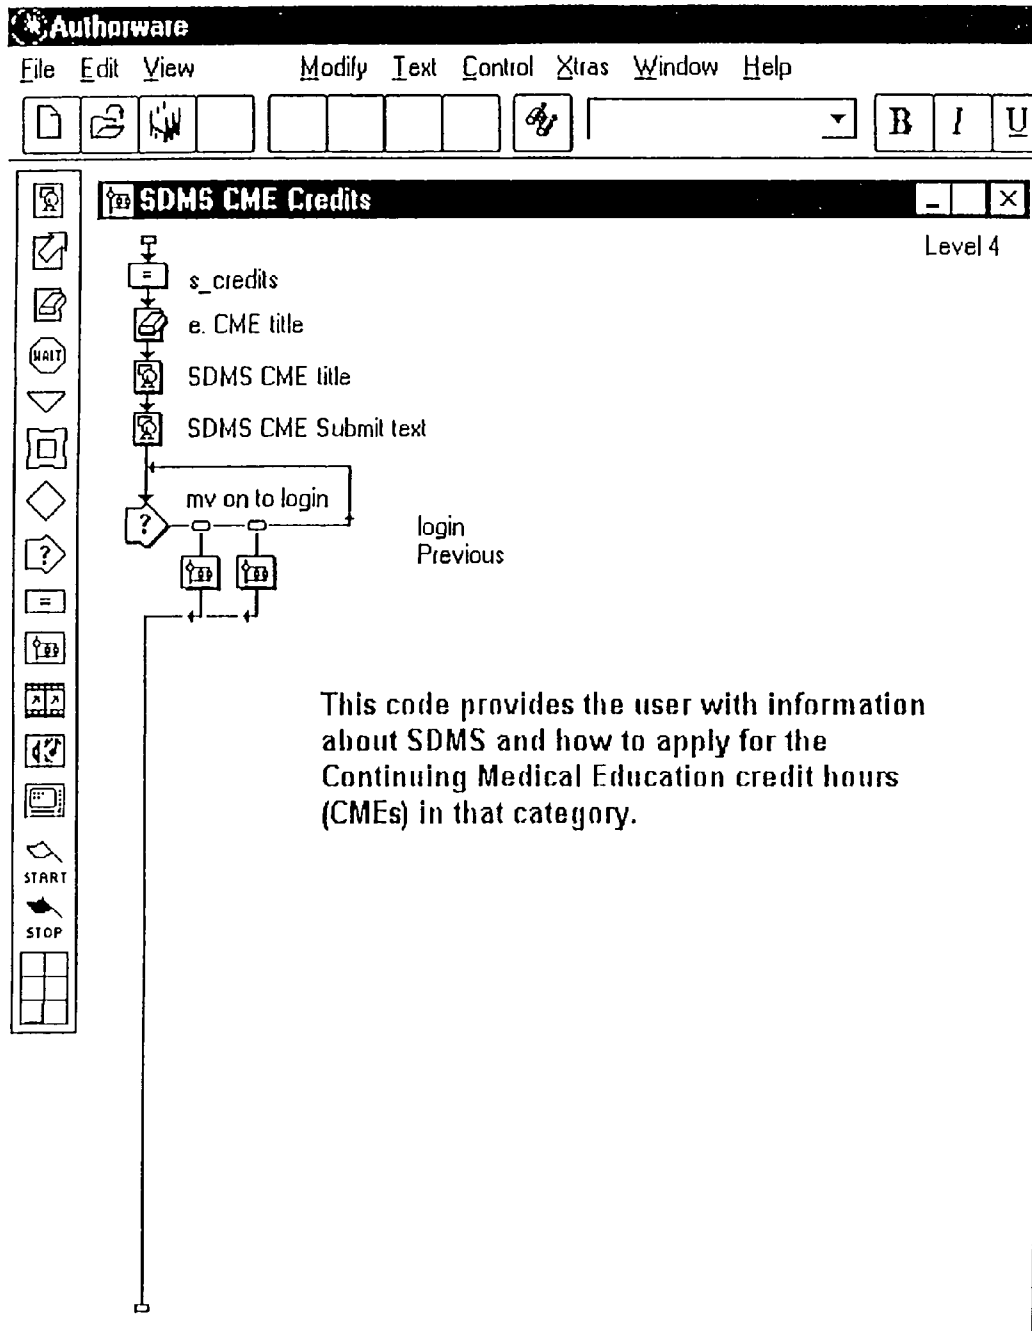 Authorware
File Edit View Modify Text Control Xtras Window Help
B I U
SDMS CME Credits
Level 4
=
s_credits
e. CME title
WAIT
SDMS CME title
SDMS CME Submit text
mv on to login
?
login
Previous
?
=
This code provides the user with information
about SDMS and how to apply for the
Continuing Medical Education credit hours
(CMEs) in that category.
START
STOP